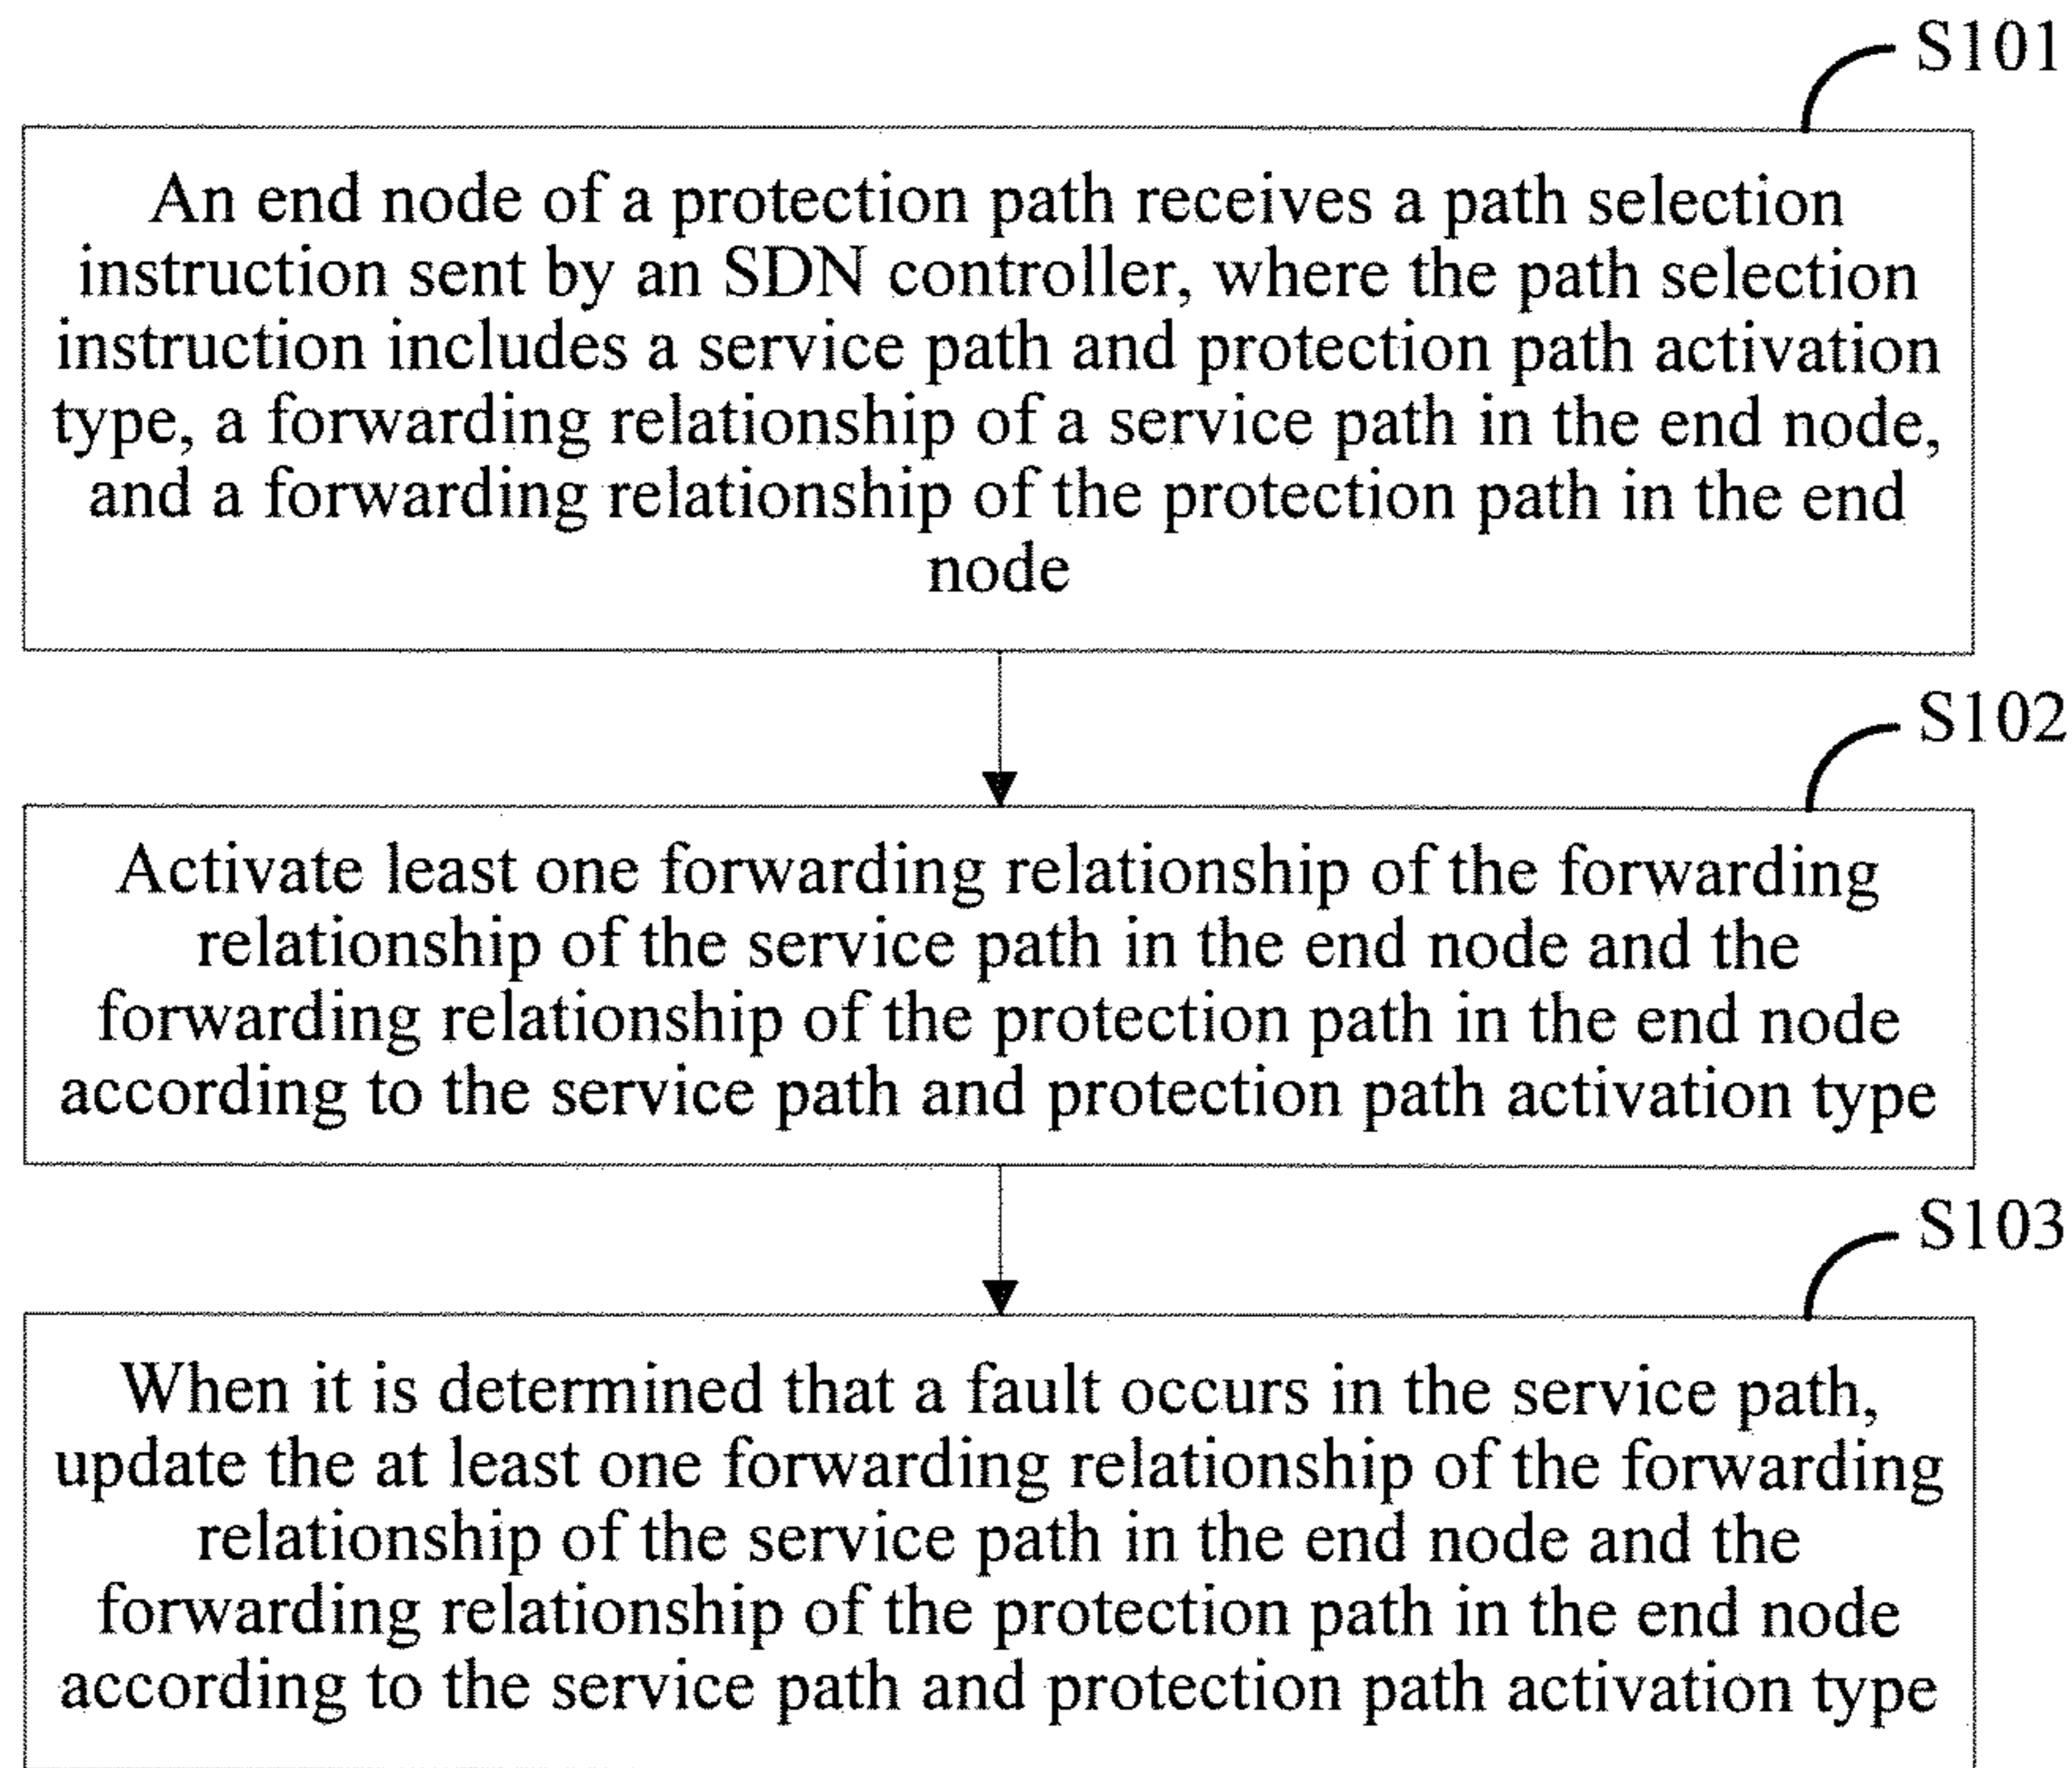 S101
An end node of a protection path receives a path selection
instruction sent by an SDN controller, where the path selection
instruction includes a service path and protection path activation
type, a forwarding relationship of a service path in the end node,
and a forwarding relationship of the protection path in the end
node
S102
Activate least one forwarding relationship of the forwarding
relationship of the service path in the end node and the
forwarding relationship of the protection path in the end node
according to the service path and protection path activation type
S103
When it is determined that a fault occurs in the service path,
update the at least one forwarding relationship of the forwarding
relationship of the service path in the end node and the
forwarding relationship of the protection path in the end node
according to the service path and protection path activation type